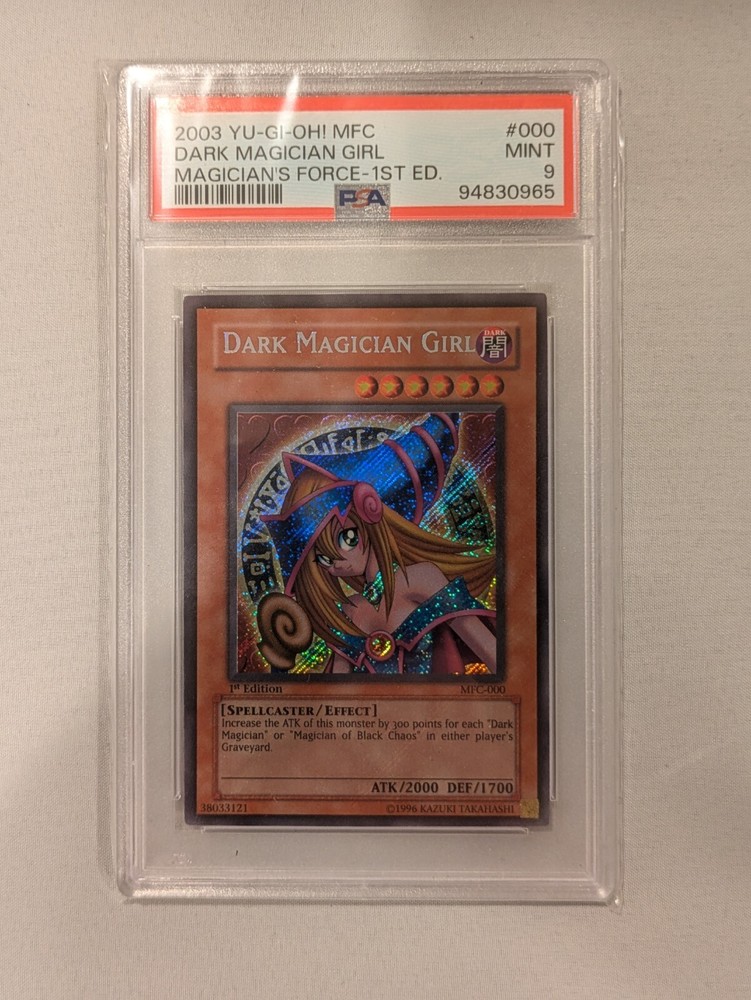 2003 YU-GI-OH! MFC #000
DARK MAGICIAN GIRL MINT
MAGICIAN'S FORCE-1ST ED. 9
PSA 94830965
DARK MAGICIAN GIRL
DARK
闇
1st Edition MFC-000
[SPELLCASTER/EFFECT]
Increase the ATK of this monster by 300 points for each "Dark
Magician" or "Magician of Black Chaos" in either player's
Graveyard.
ATK/2000 DEF/1700
38033121 ©1996 KAZUKI TAKAHASHI